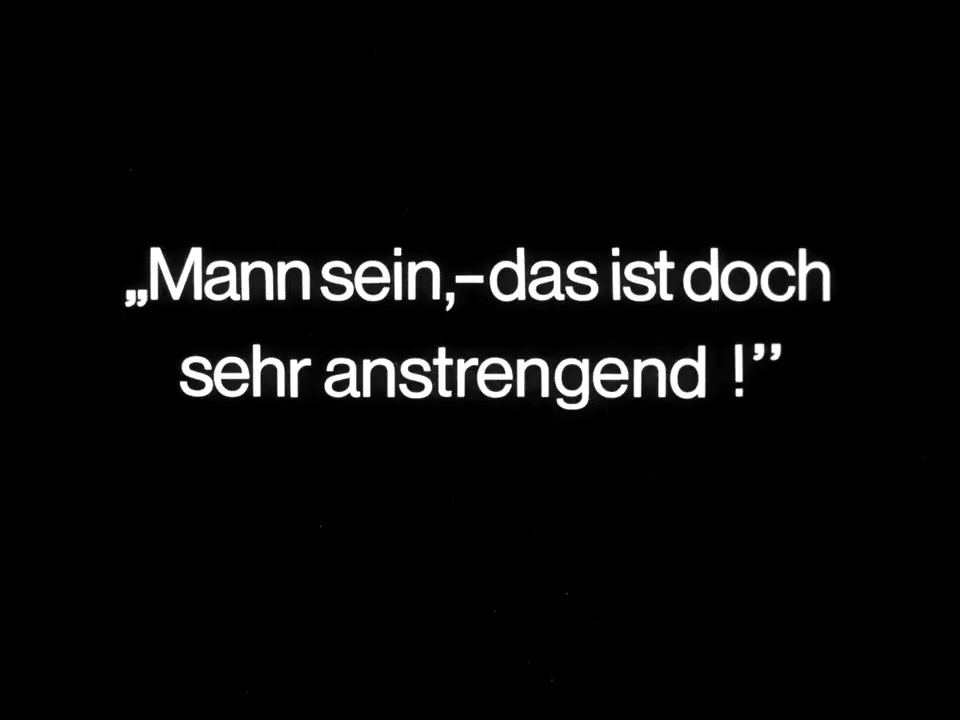 „Mann sein,-das ist doch
sehr anstrengend !”